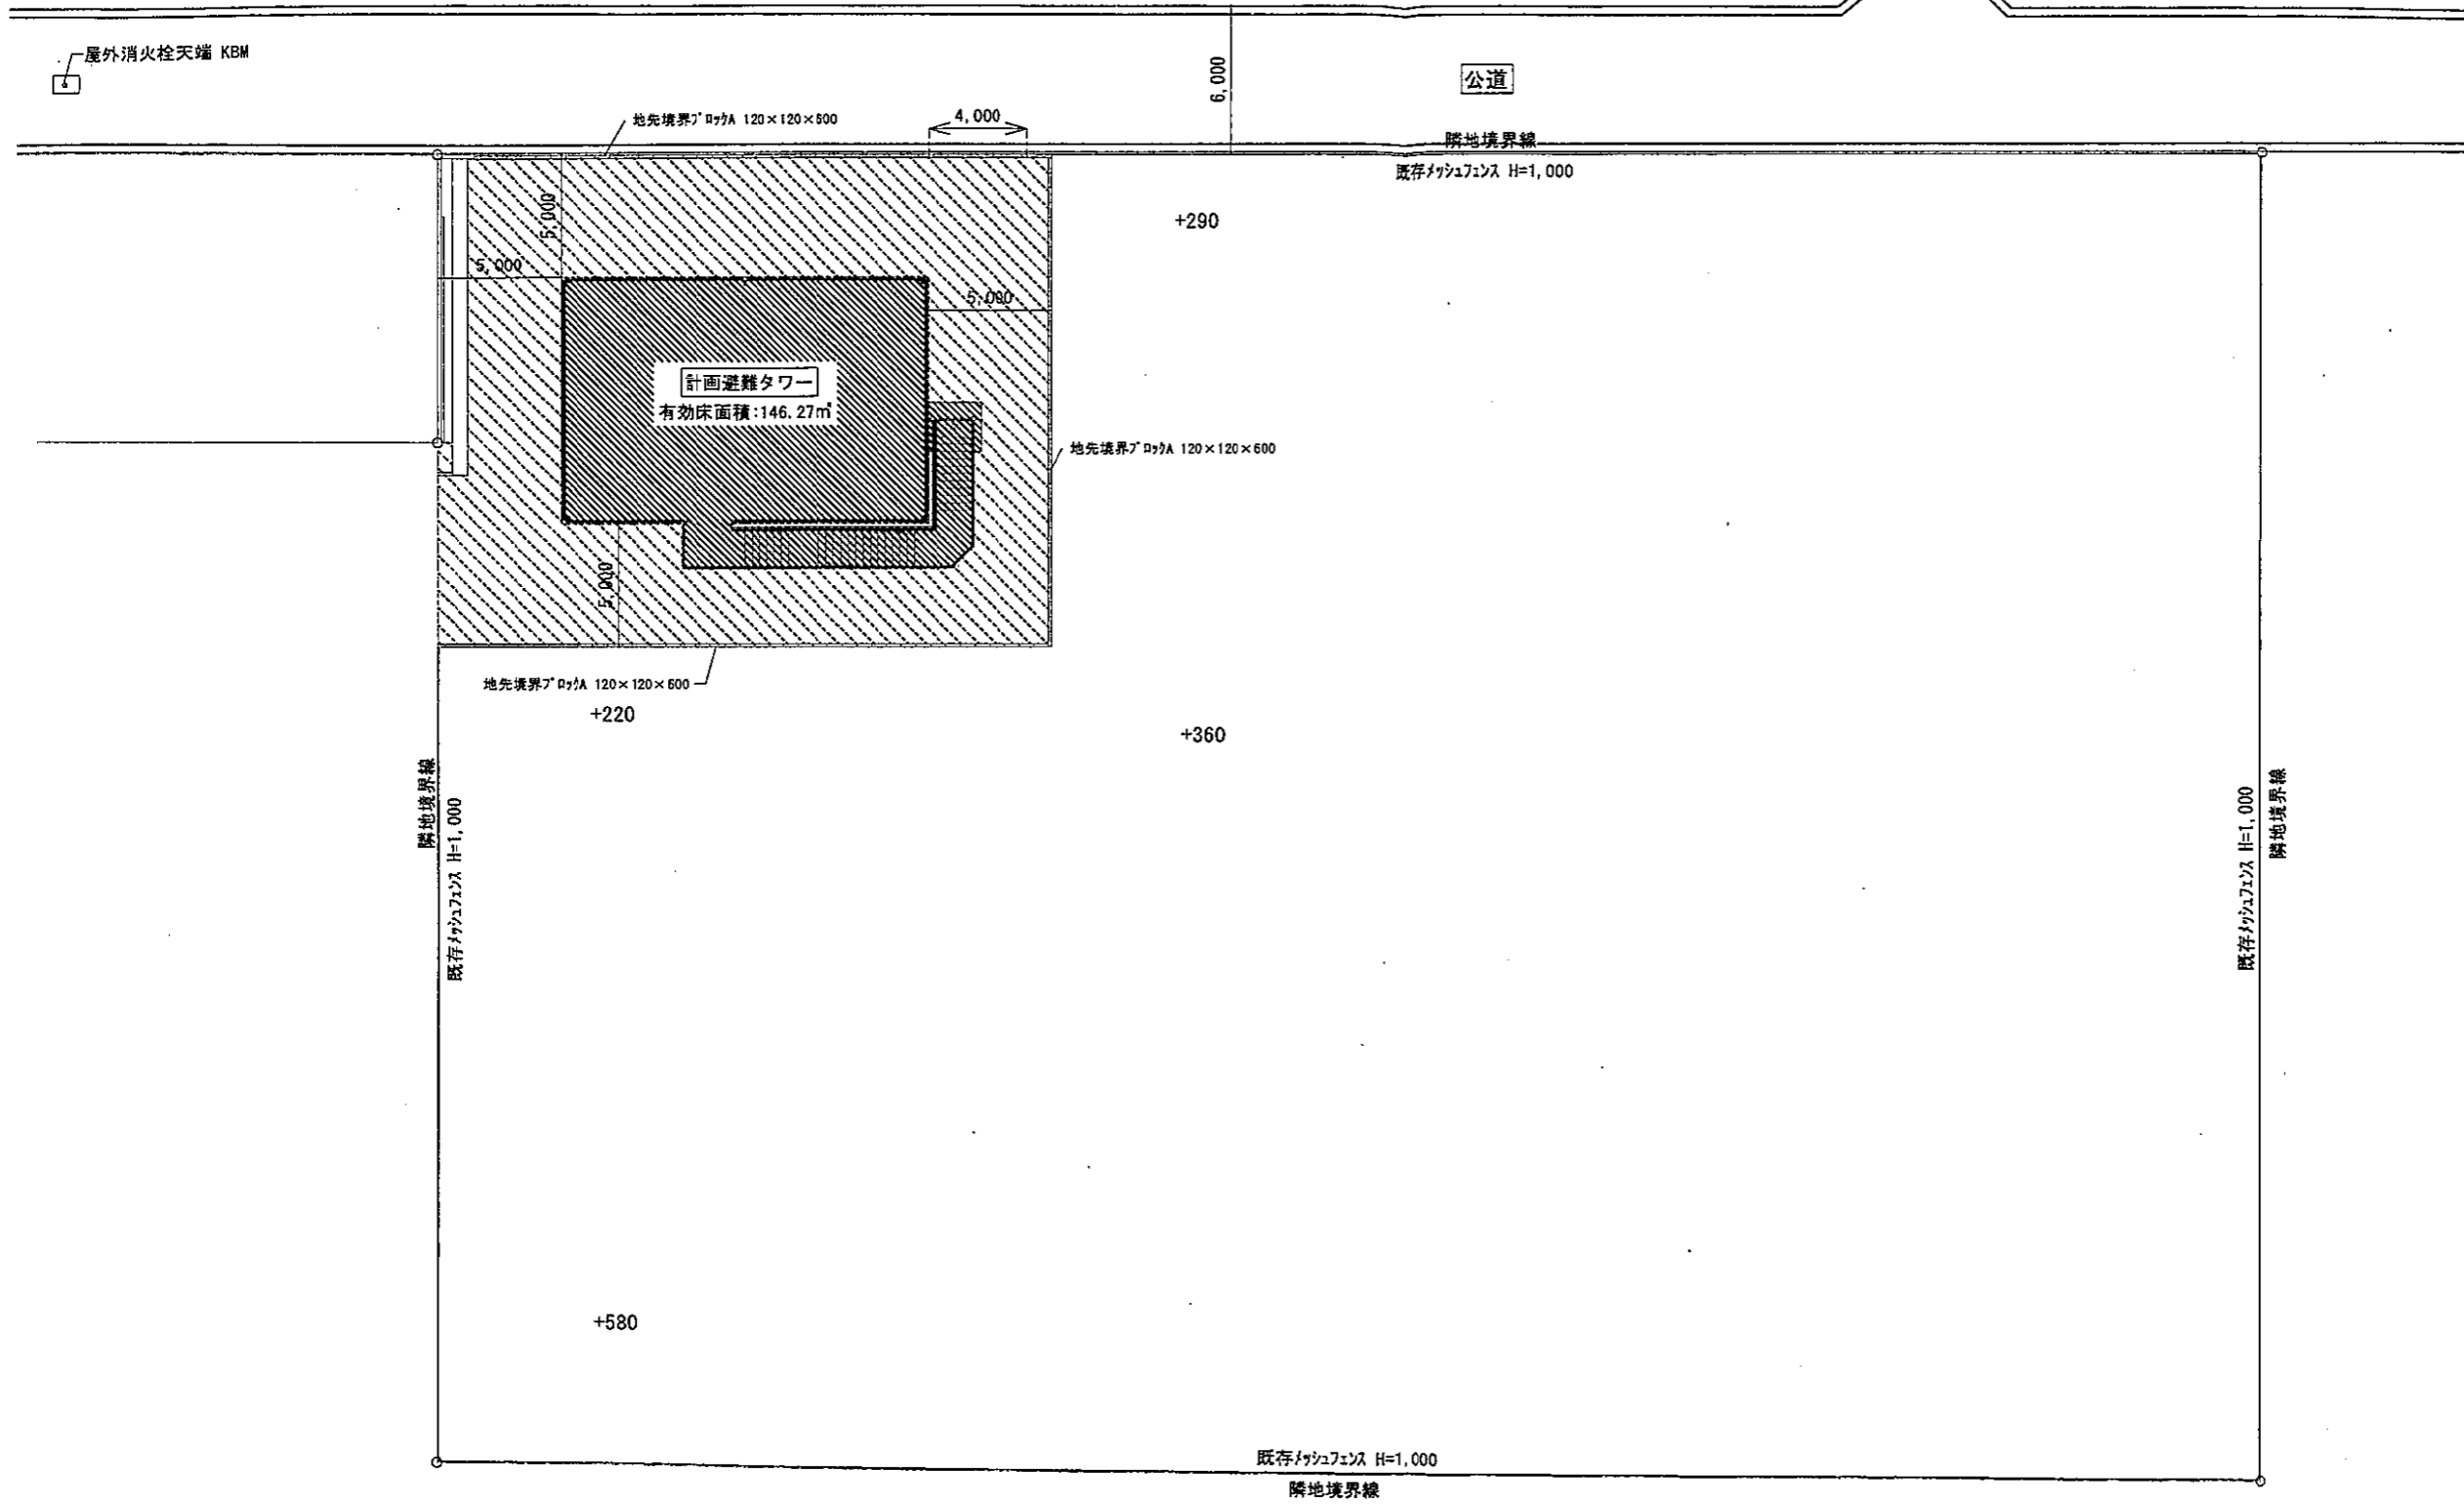 屋外消火栓天端 KBM
6,000
公道
地先境界ブロックA 120×120×600
4,000
隣地境界線
既存メッシュフェンス H=1,000
+290
5,000
5,000
5,000
計画避難タワー
有効床面積:146.27㎡
地先境界ブロックA 120×120×600
5,000
地先境界ブロックA 120×120×600
+220
+360
隣地境界線
既存メッシュフェンス H=1,000
既存メッシュフェンス H=1,000
隣地境界線
+580
既存メッシュフェンス H=1,000
隣地境界線